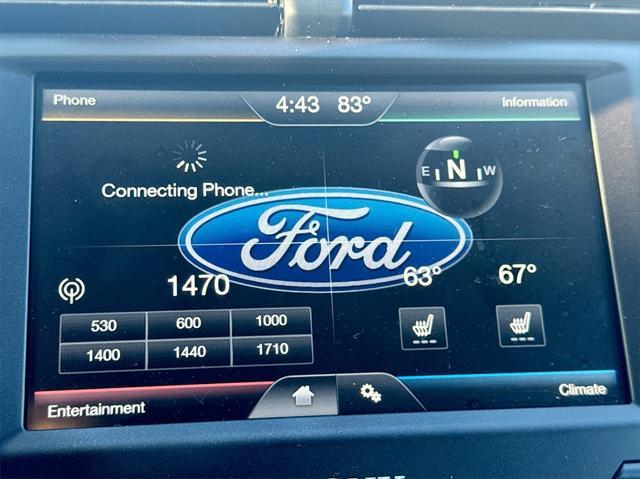 Phone
4:43 83°
Information
Connecting Phone...
E N W
Ford
1470
63°
67°
530 600 1000
1400 1440 1710
Entertainment
Climate